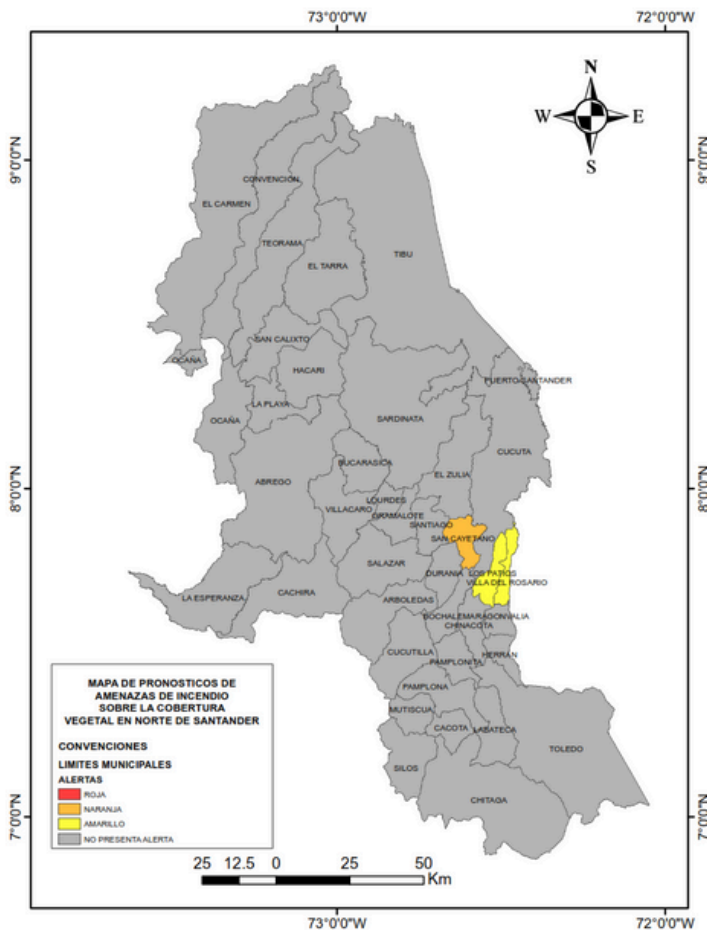 73°0'0"W
72°0'0"W
N
W
E
S
9°0'0"N
9°0'0"N
CONVENCIÓN
EL CARMEN
TEORAMA
TIBU
EL TARRA
SAN CALIXTO
OCAÑA
HACARI
PUERTO SANTANDER
LA PLAYA
OCAÑA
SARDINATA
CUCUTA
BUCARASICA
EL ZULIA
ABREGO
8°0'0"N
8°0'0"N
LOURDES
VILLACARO
GRAMALOTE
SANTIAGO
SAN CAYETANO
SALAZAR
DURANIA
LOS PATIOS
VILLA DEL ROSARIO
CACHIRA
LA ESPERANZA
ARBOLEDAS
BOCHALEMA
RAGONVALIA
CHINACOTA
CUCUTILLA
HERRÁN
PAMPLONITA
PAMPLONA
MUTISCUA
CACOTA
LABATECA
TOLEDO
SILOS
CHITAGA
MAPA DE PRONOSTICOS DE
AMENAZAS DE INCENDIO
SOBRE LA COBERTURA
VEGETAL EN NORTE DE SANTANDER
CONVENCIONES
LIMITES MUNICIPALES
ALERTAS
ROJA
NARANJA
AMARILLO
NO PRESENTA ALERTA
7°0'0"N
7°0'0"N
25 12.5 0 25 50
Km
73°0'0"W
72°0'0"W